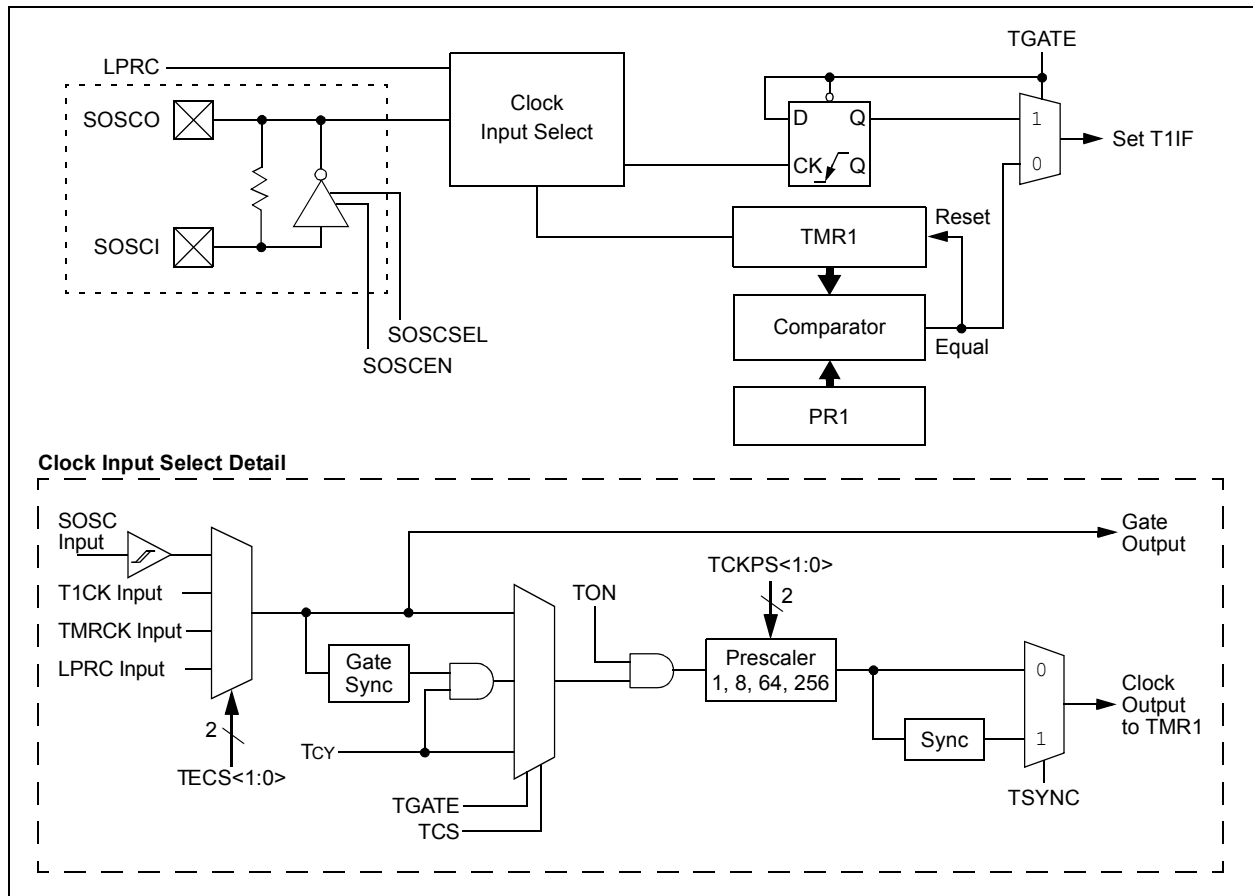 TGATE
LPRC
Clock
Input Select
SOSCO
D Q
CK Q
1
0
Set T1IF
SOSCI
TMR1
Reset
Comparator
Equal
SOSCSEL
SOSCEN
PR1
Clock Input Select Detail
SOSC
Input
T1CK Input
TMRCK Input
LPRC Input
2
TECS<1:0>
Gate
Sync
TCY
TGATE
TCS
TON
TCKPS<1:0>
2
Prescaler
1, 8, 64, 256
Gate
Output
0
Sync
1
Clock
Output
to TMR1
TSYNC